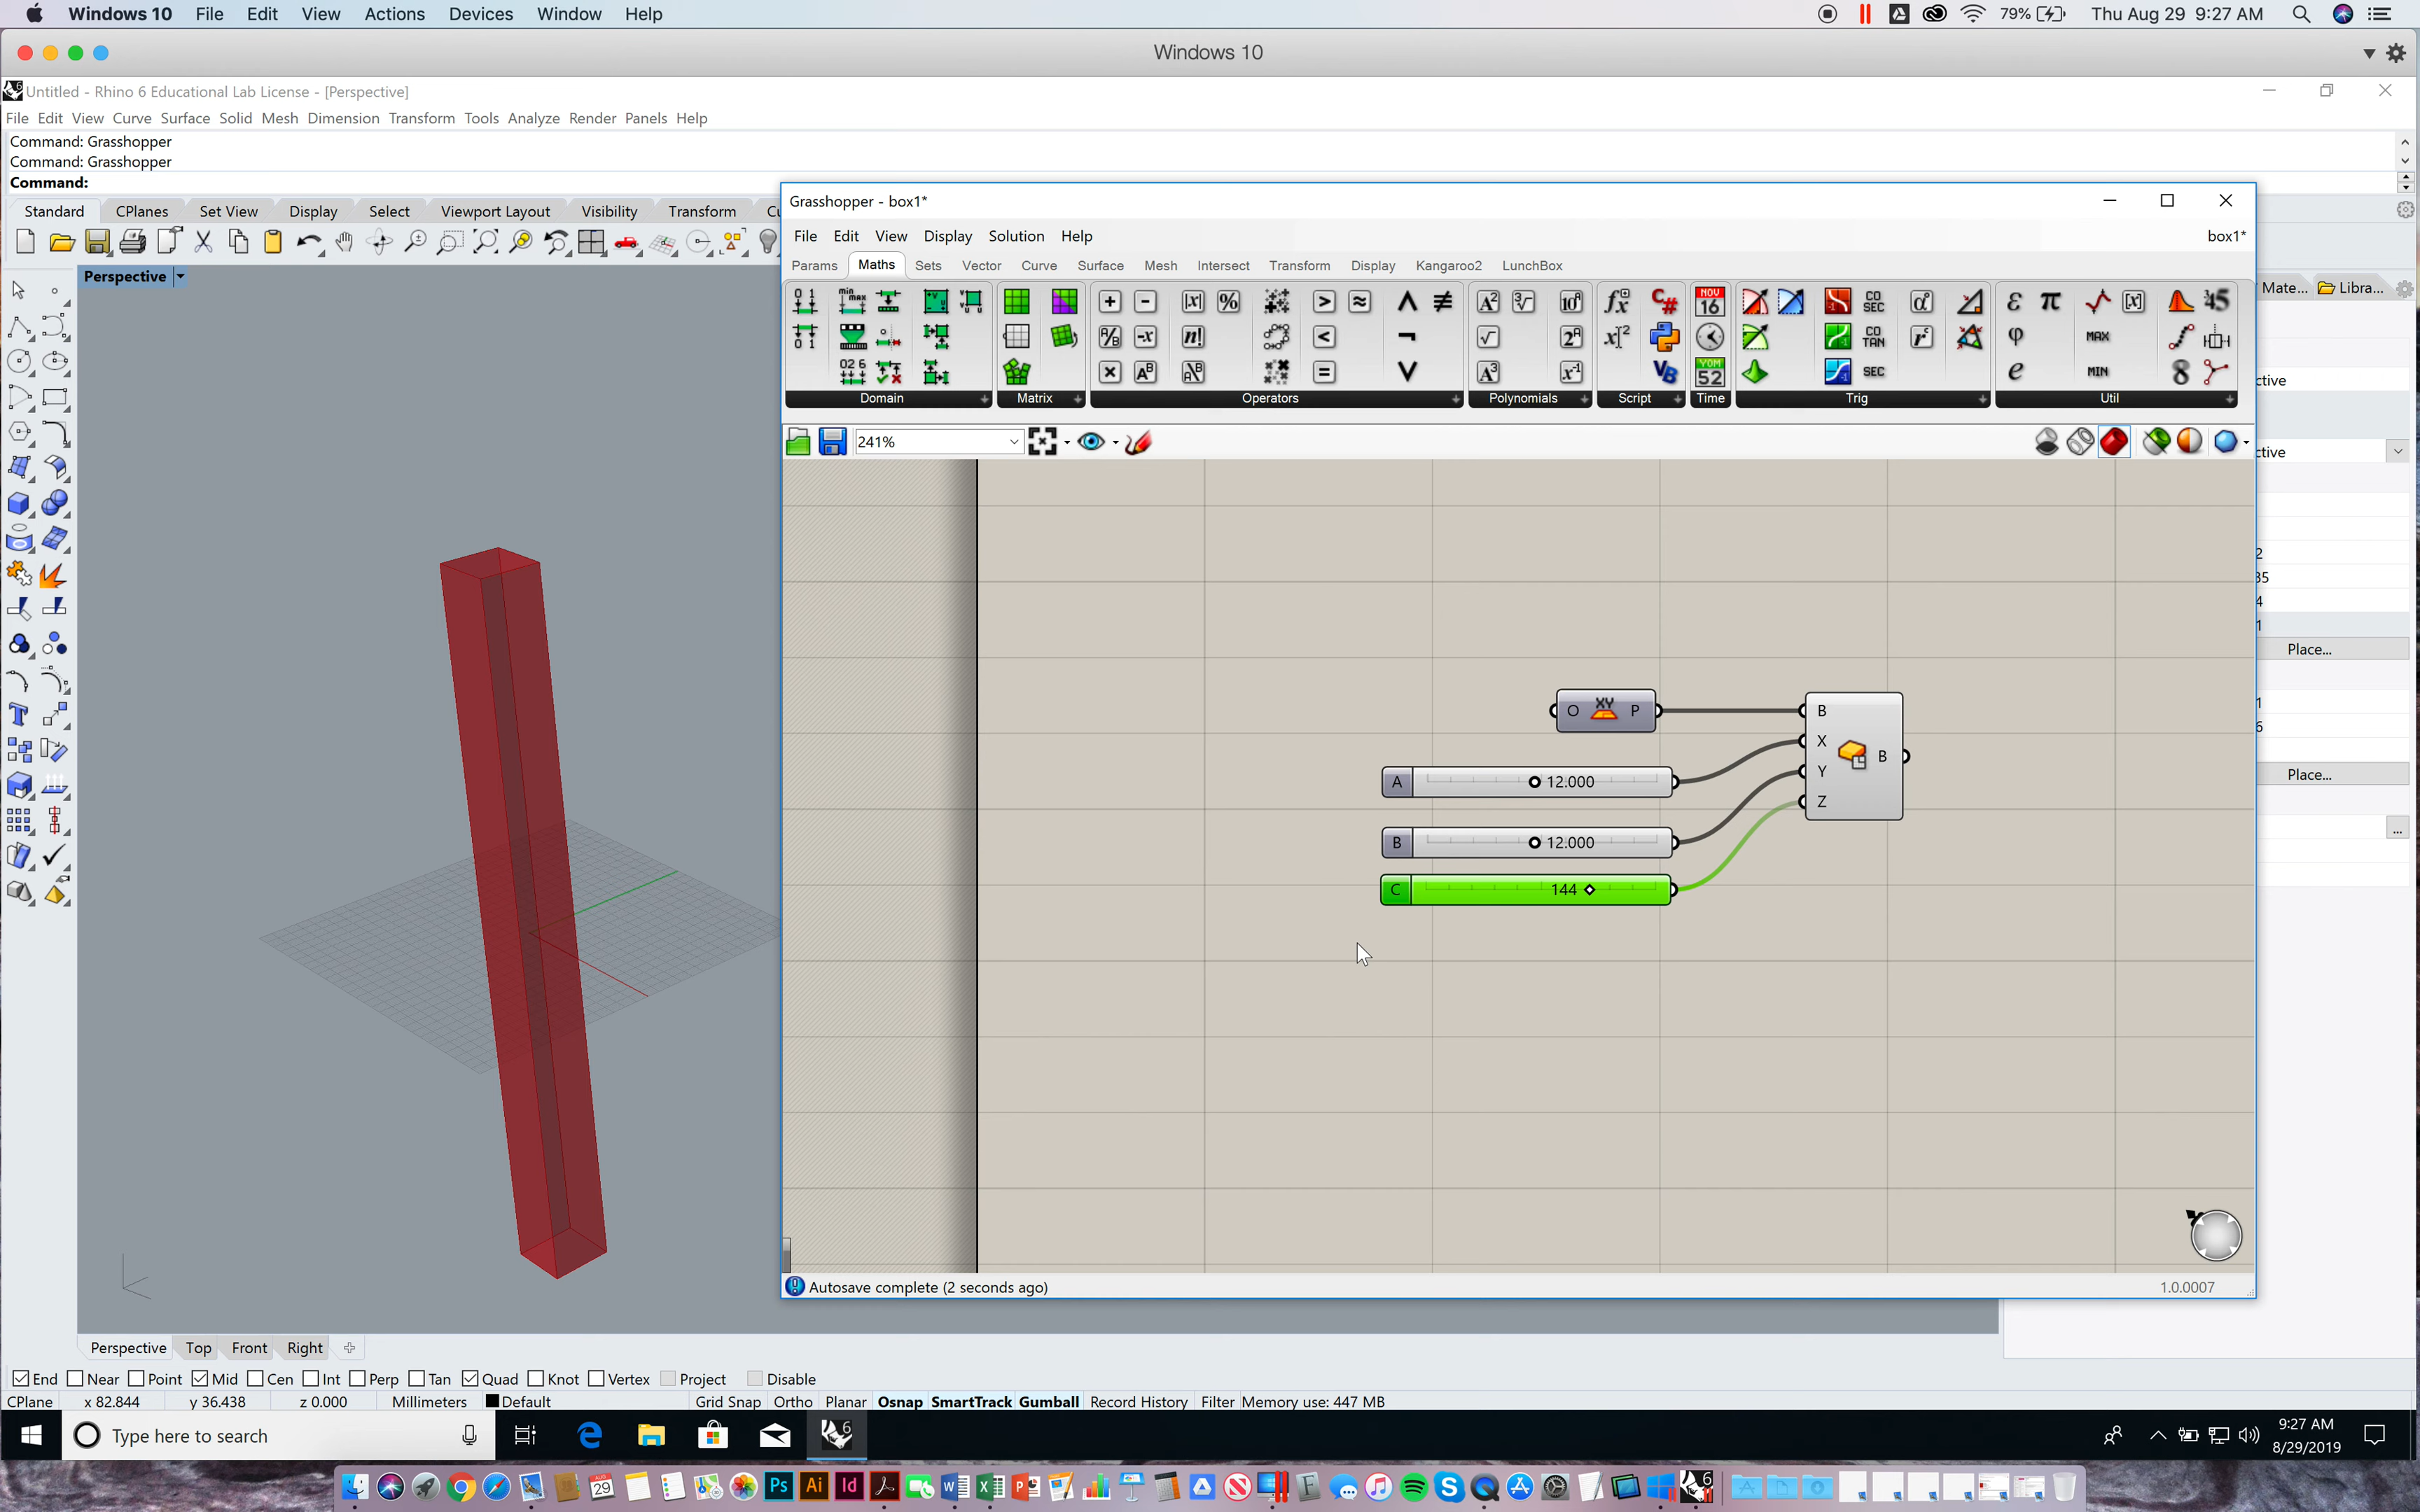 Windows 10 File Edit View Actions Devices Window Help 79% Thu Aug 29 9:27 AM
Windows 10
Untitled - Rhino 6 Educational Lab License - [Perspective]
File Edit View Curve Surface Solid Mesh Dimension Transform Tools Analyze Render Panels Help
Command: Grasshopper
Command: Grasshopper
Command:
Standard CPlanes Set View Display Select Viewport Layout Visibility Transform
Perspective
Grasshopper - box1*
File Edit View Display Solution Help box1*
Params Maths Sets Vector Curve Surface Mesh Intersect Transform Display Kangaroo2 LunchBox
Domain Matrix Operators Polynomials Script Time Trig Util
241%
Mate... Libra...
ctive
ctive
2
35
4
1
Place...
1
6
Place...
...
O XY P
B
X
Y
Z
B
A 12.000
B 12.000
C 144
Autosave complete (2 seconds ago) 1.0.0007
Perspective Top Front Right
End Near Point Mid Cen Int Perp Tan Quad Knot Vertex Project Disable
CPlane x 82.844 y 36.438 z 0.000 Millimeters Default Grid Snap Ortho Planar Osnap SmartTrack Gumball Record History Filter Memory use: 447 MB
Type here to search
9:27 AM
8/29/2019